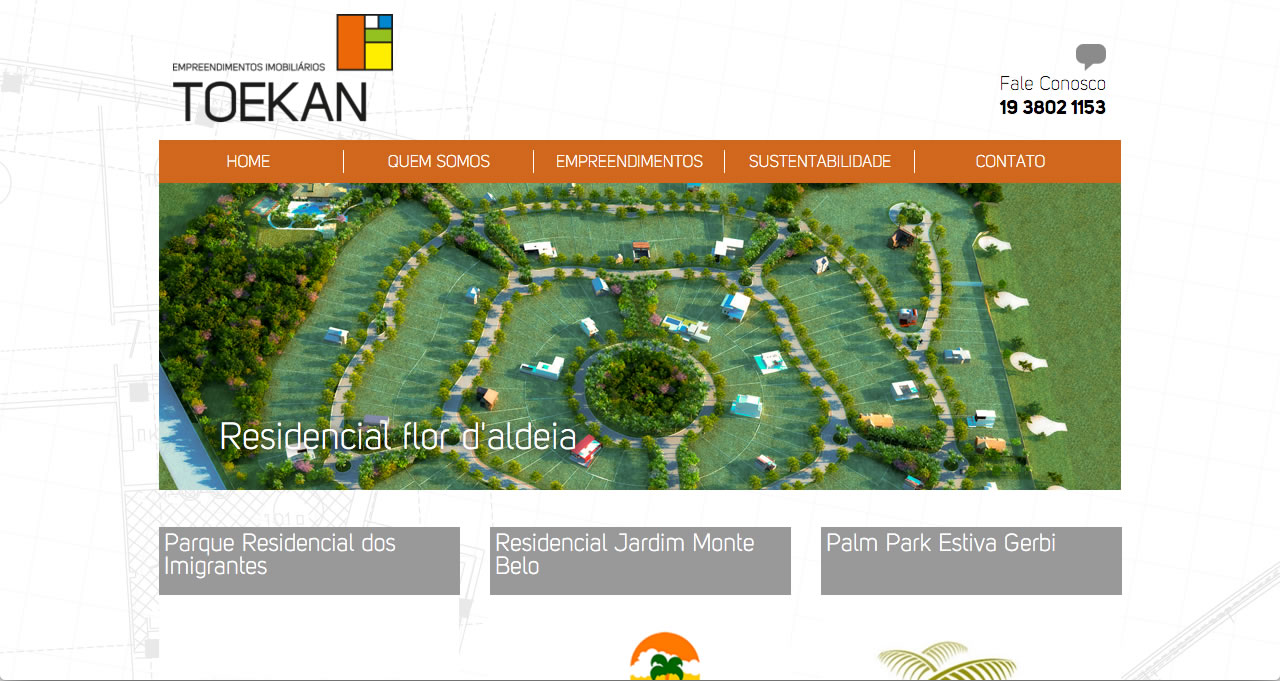 EMPREENDIMENTOS IMOBILIÁRIOS
TOEKAN
Fale Conosco
19 3802 1153
HOME
QUEM SOMOS
EMPREENDIMENTOS
SUSTENTABILIDADE
CONTATO
Residencial flor d'aldeia
Parque Residencial dos
Imigrantes
Residencial Jardim Monte
Belo
Palm Park Estiva Gerbi